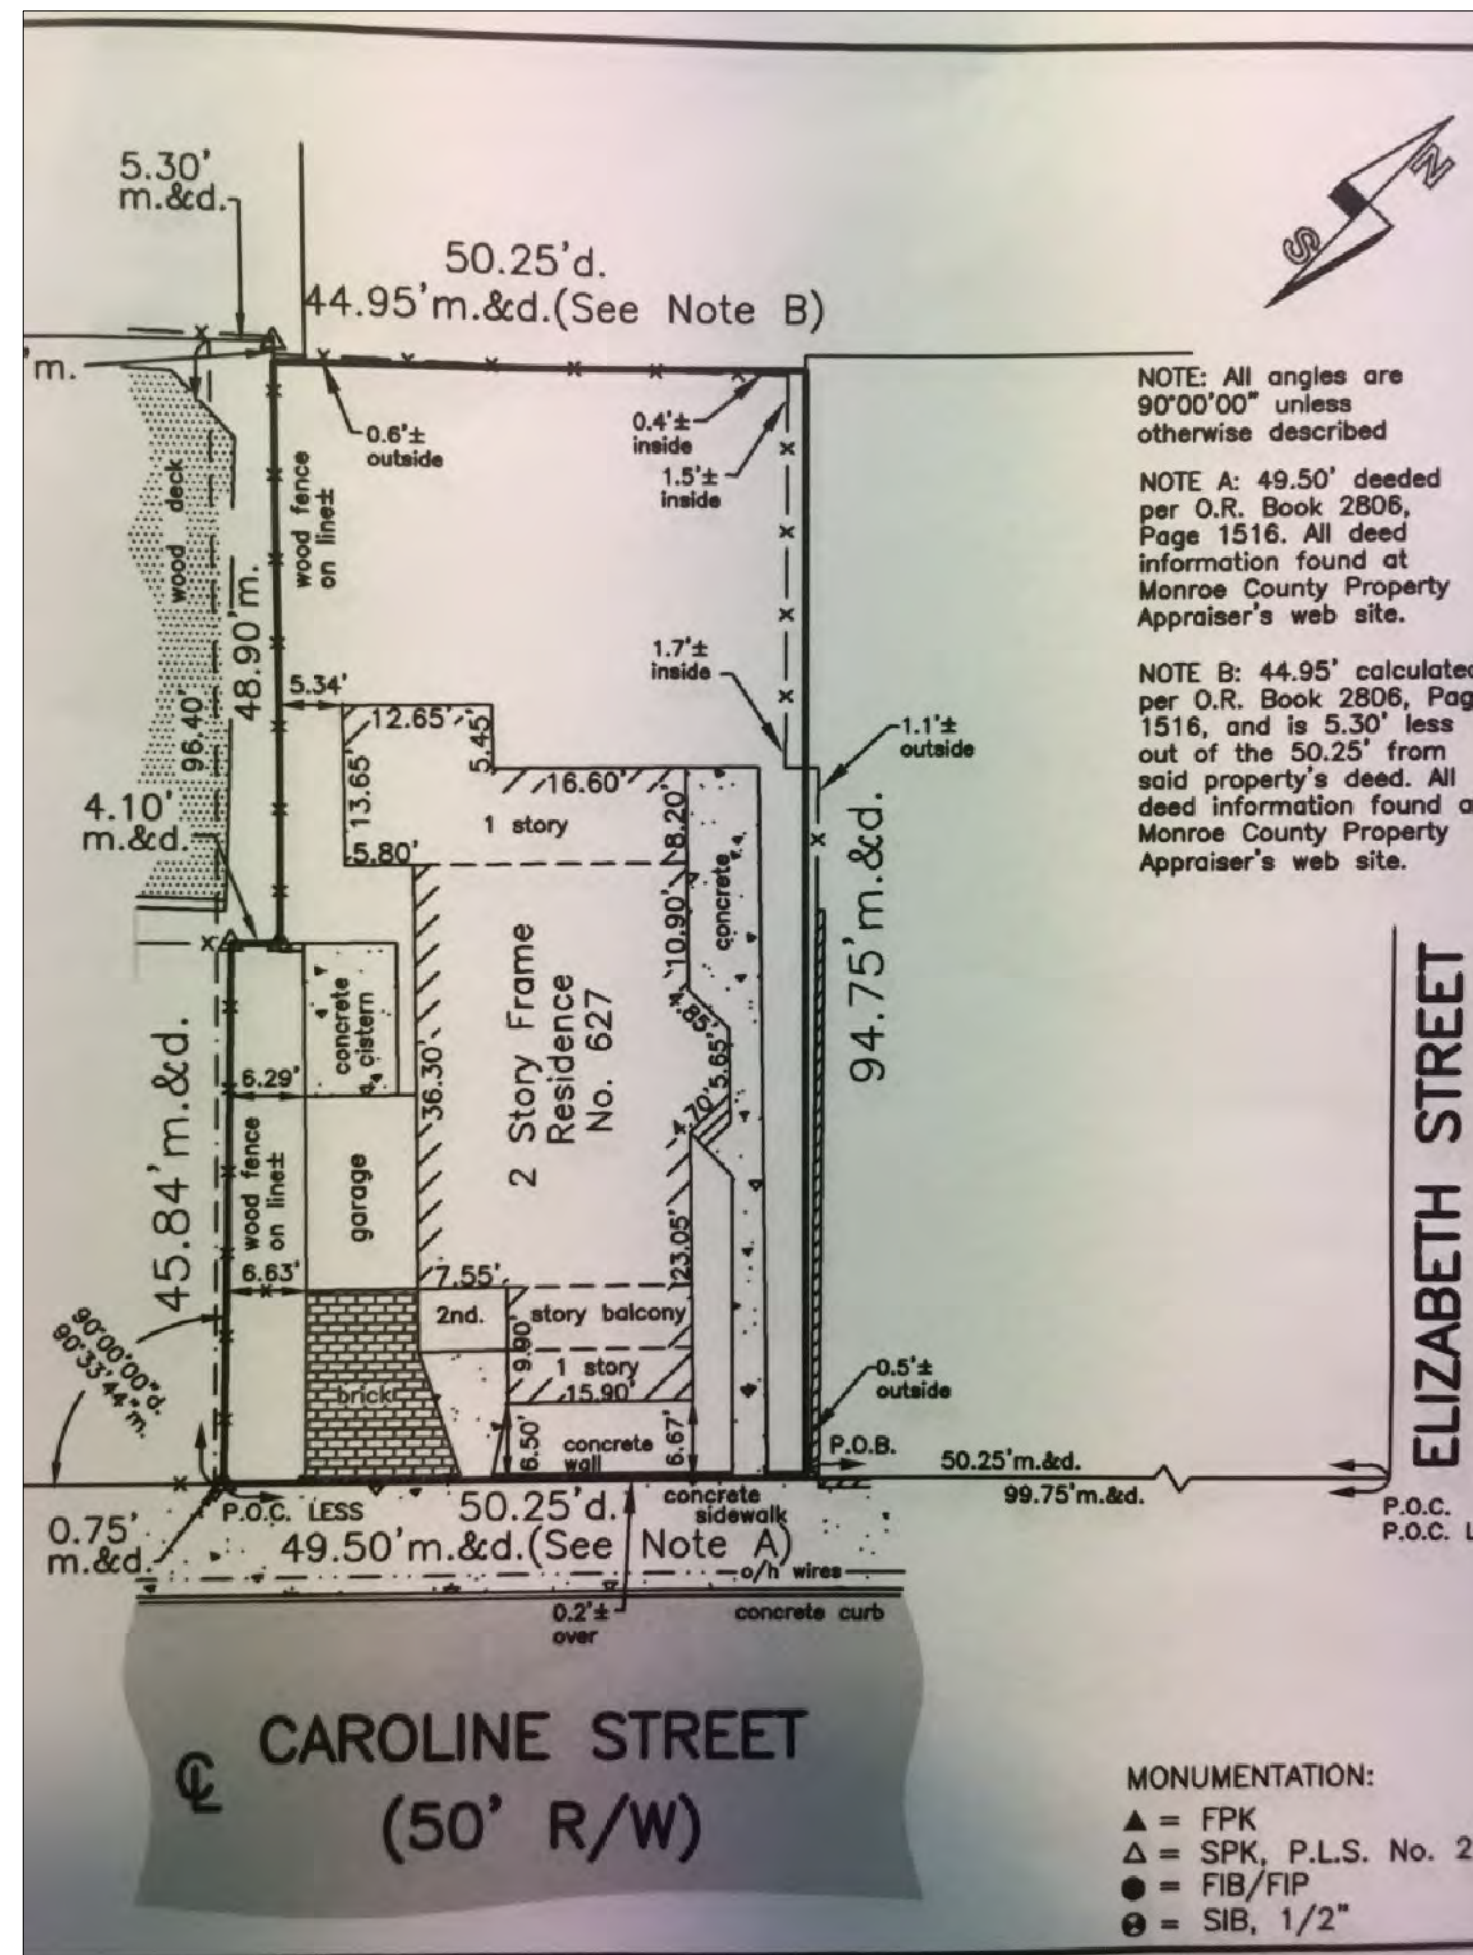 5.30'
m.&d.
50.25'd.
44.95'm.&d.(See Note B)
N
S
'm.
0.6'±
outside
0.4'±
inside
1.5'±
inside
wood deck
wood fence
on line±
96.40'
48.90'm.
NOTE: All angles are
90°00'00" unless
otherwise described
NOTE A: 49.50' deeded
per O.R. Book 2806,
Page 1516. All deed
information found at
Monroe County Property
Appraiser's web site.
NOTE B: 44.95' calculated
per O.R. Book 2806, Pag
1516, and is 5.30' less
out of the 50.25' from
said property's deed. All
deed information found a
Monroe County Property
Appraiser's web site.
1.7'±
inside
1.1'±
outside
5.34'
12.65'
5.45'
13.65'
16.60'
8.20'
5.80'
1 story
4.10'
m.&d.
concrete
10.90'
94.75'm.&d.
2 Story Frame
Residence
No. 627
concrete
cistern
36.30'
.85'
5.65'
.70'
6.29'
45.84'm.&d.
wood fence
on line±
garage
6.63'
23.05'
7.55'
2nd. story balcony
9.90'
1 story
15.90'
brick
6.50'
concrete
wall
6.67'
0.5'±
outside
90°00'00"d.
90°33'44"m.
P.O.B.
50.25'm.&d.
99.75'm.&d.
ELIZABETH STREET
P.O.C.
P.O.C. L
P.O.C. LESS
0.75'
m.&d.
50.25'd.
49.50'm.&d.(See Note A)
concrete
sidewalk
o/h wires
0.2'±
over
concrete curb
CAROLINE STREET
(50' R/W)
MONUMENTATION:
▲ = FPK
△ = SPK, P.L.S. No. 2
● = FIB/FIP
= SIB, 1/2"